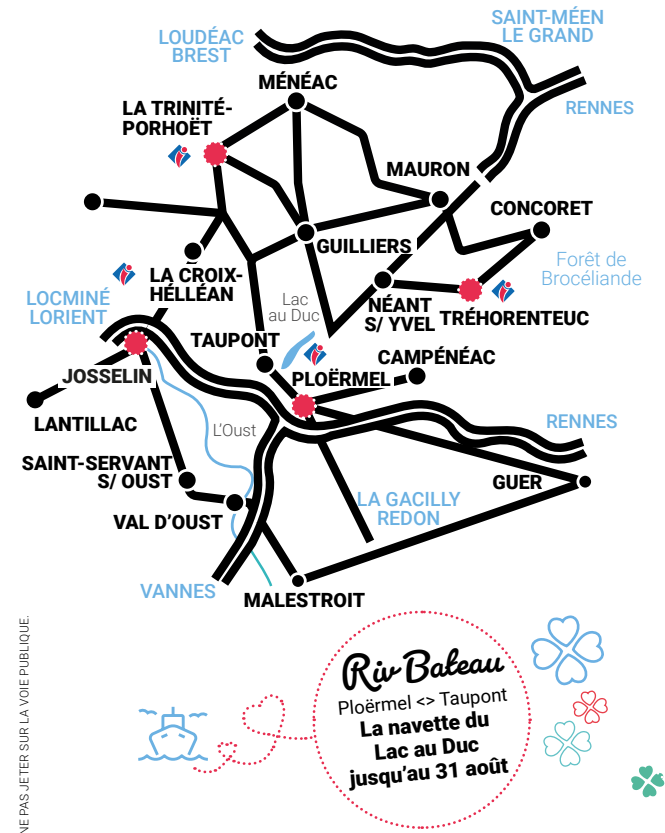 LOUDÉAC
BREST
SAINT-MÉEN
LE GRAND
MÉNÉAC
RENNES
LA TRINITÉ-
PORHOËT
MAURON
CONCORET
GUILLIERS
Forêt de
Brocéliande
LA CROIX-
HÉLLÉAN
LOCMINÉ
LORIENT
Lac
au Duc
NÉANT
S/ YVEL
TRÉHORENTEUC
TAUPONT
CAMPÉNÉAC
JOSSELIN
PLOËRMEL
LANTILLAC
L'Oust
RENNES
SAINT-SERVANT
S/ OUST
GUER
LA GACILLY
REDON
VAL D'OUST
VANNES
MALESTROIT
Riv Bateau
Ploërmel <> Taupont
La navette du
Lac au Duc
jusqu'au 31 août
NE PAS JETER SUR LA VOIE PUBLIQUE.